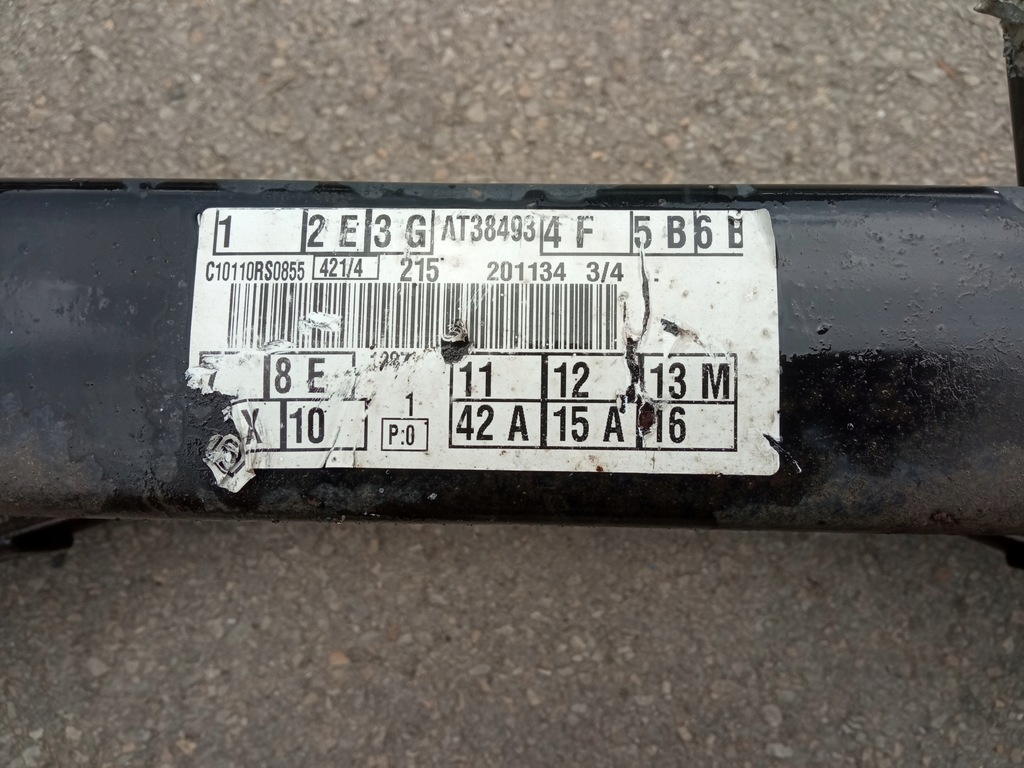 1 2 E 3 G AT38493 4 F 5 B 6 B
C10110RS0855 421/4 215 201134 3/4
8 E 11 12 13 M
X 10 1 P:0 42 A 15 A 16